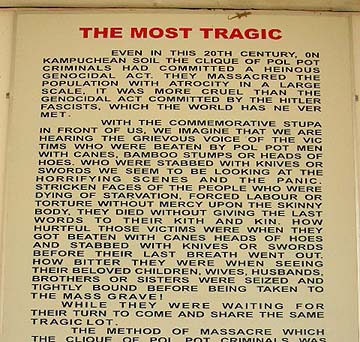 THE MOST TRAGIC
EVEN IN THIS 20TH CENTURY, 0N
KAMPUCHEAN SOIL THE CLIQUE OF POL POT
CRIMINALS HAD COMMITTED A HEINOUS
GENOCIDAL ACT. THEY MASSACRED THE
POPULATION WITH ATROCITY IN A LARGE
SCALE, IT WAS MORE CRUEL THAN THE
GENOCIDAL ACT COMMITTED BY THE HITLER
FASCISTS, WHICH THE WORLD HAS NE VER
MET.
WITH THE COMMEMORATIVE STUPA
IN FRONT OF US, WE IMAGINE THAT WE ARE
HEARING THE GRIEVOUS VOICE OF THE VIC
TIMS WHO WERE BEATEN BY POL POT MEN
WITH CANES, BAMBOO STUMPS OR HEADS OF
HOES. WHO WERE STABBED WITH KNIVES OR
SWORDS WE SEEM TO BE LOOKING AT THE
HORRIFYING SCENES AND THE PANIC.
STRICKEN FACES OF THE PEOPLE WHO WERE
DYING OF STARVATION, FORCED LABOUR OR
TORTURE WITHOUT MERCY UPON THE SKINNY
BODY, THEY DIED WITHOUT GIVING THE LAST
WORDS TO THEIR KITH AND KIN. HOW
HURTFUL THOSE VICTIMS WERE WHEN THEY
GOT BEATEN WITH CANES HEADS OF HOES
AND STABBED WITH KNIVES OR SWORDS
BEFORE THEIR LAST BREATH WENT OUT.
HOW BITTER THEY WERE WHEN SEEING
THEIR BELOVED CHILDREN, WIVES, HUSBANDS,
BROTHERS OR SISTERS WERE SEIZED AND
TIGHTLY BOUND BEFORE BEING TAKEN TO
THE MASS GRAVE!
WHILE THEY WERE WAITING FOR
THEIR TURN TO COME AND SHARE THE SAME
TRAGIC LOT.
THE METHOD OF MASSACRE WHICH
THE CLIQUE OF POL POT CRIMINALS WAS